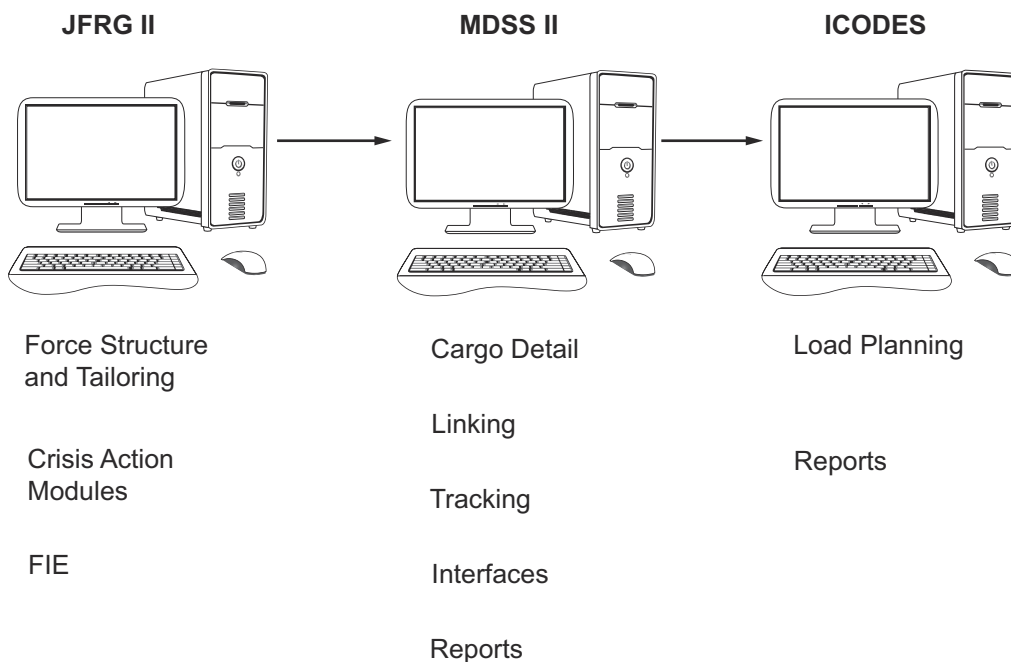 JFRG II
MDSS II
ICODES
Force Structure
and Tailoring
Crisis Action
Modules
FIE
Cargo Detail
Linking
Tracking
Interfaces
Reports
Load Planning
Reports